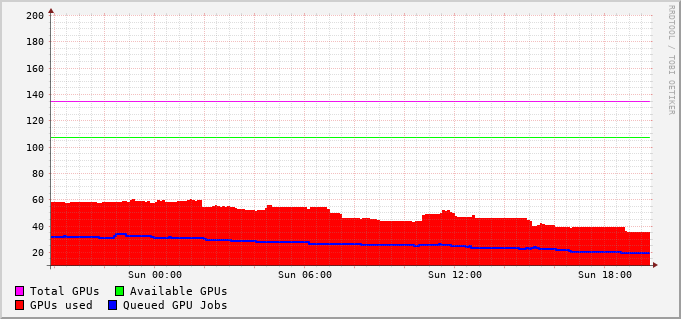 200
180
160
140
120
100
80
60
40
20
Sun 00:00 Sun 06:00 Sun 12:00 Sun 18:00
Total GPUs Available GPUs
GPUs used Queued GPU Jobs
RRDTOOL / TOBI OETIKER